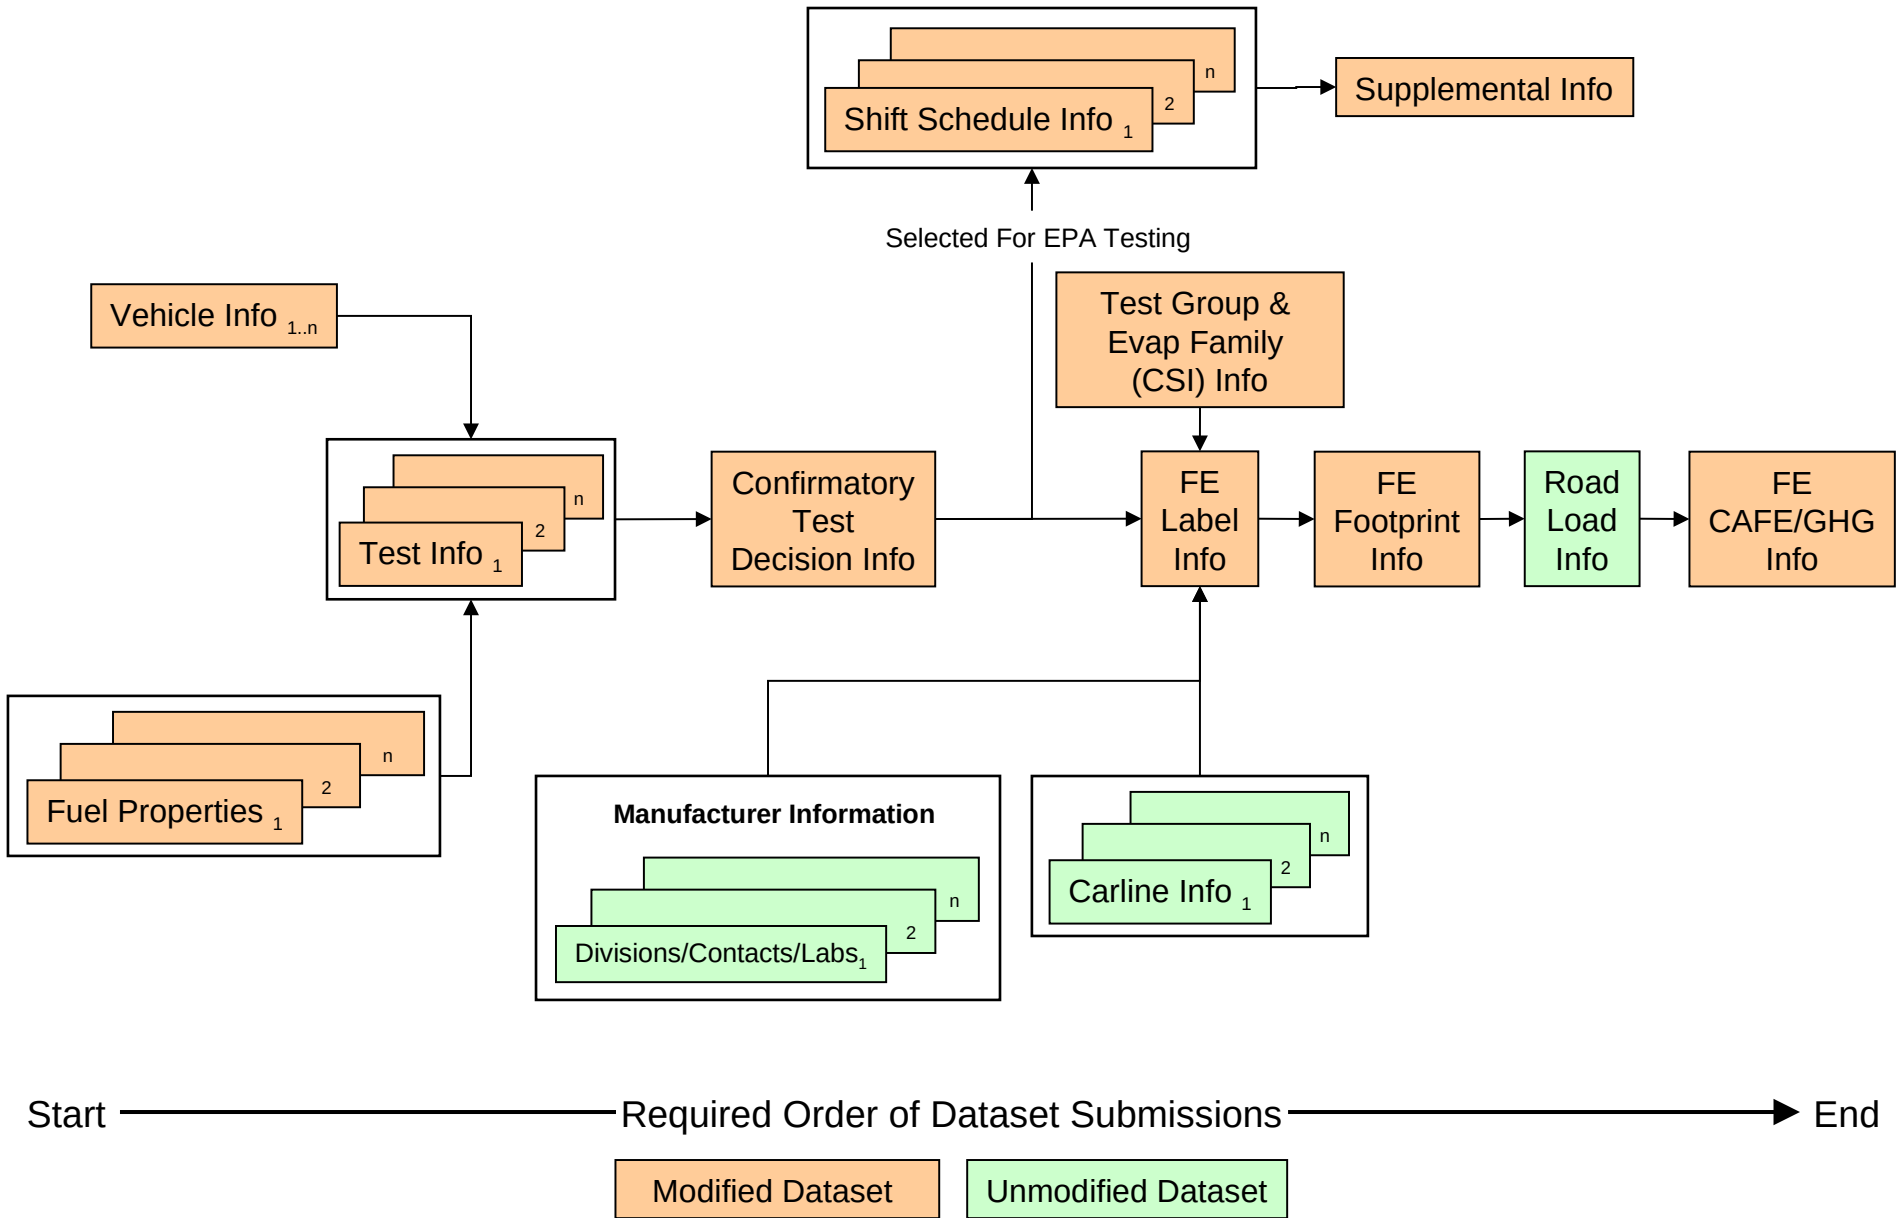 n
2
Shift Schedule Info 1
Supplemental Info
Selected For EPA Testing
Vehicle Info 1..n
Test Group &
Evap Family
(CSI) Info
n
2
Test Info 1
Confirmatory
Test
Decision Info
FE
Label
Info
FE
Footprint
Info
Road
Load
Info
FE
CAFE/GHG
Info
n
2
Fuel Properties 1
Manufacturer Information
n
2
Divisions/Contacts/Labs1
n
2
Carline Info 1
Start
Required Order of Dataset Submissions
End
Modified Dataset
Unmodified Dataset